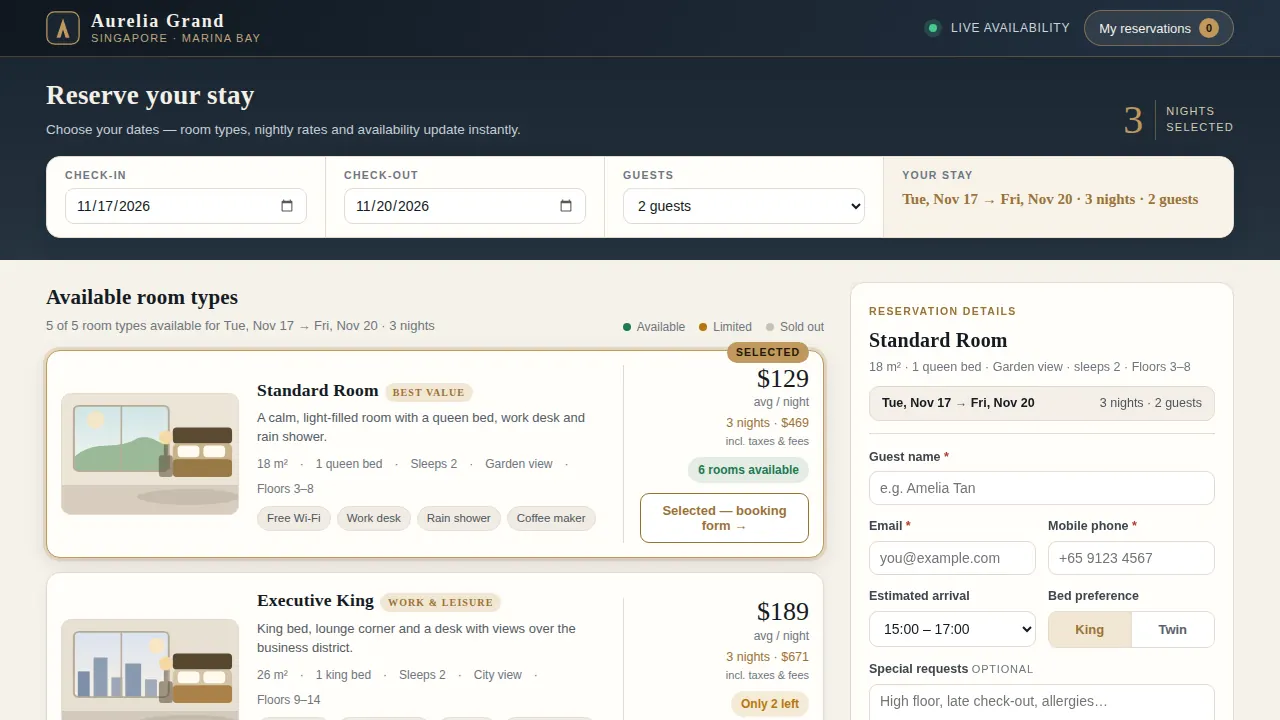 Aurelia Grand
SINGAPORE · MARINA BAY
LIVE AVAILABILITY
My reservations 0
Reserve your stay
Choose your dates — room types, nightly rates and availability update instantly.
3
NIGHTS
SELECTED
CHECK-IN
11/17/2026
CHECK-OUT
11/20/2026
GUESTS
2 guests
YOUR STAY
Tue, Nov 17 → Fri, Nov 20 · 3 nights · 2 guests
Available room types
5 of 5 room types available for Tue, Nov 17 → Fri, Nov 20 · 3 nights
Available
Limited
Sold out
SELECTED
Standard Room BEST VALUE
A calm, light-filled room with a queen bed, work desk and
rain shower.
18 m² · 1 queen bed · Sleeps 2 · Garden view ·
Floors 3–8
Free Wi-Fi
Work desk
Rain shower
Coffee maker
$129
avg / night
3 nights · $469
incl. taxes & fees
6 rooms available
Selected — booking
form →
Executive King WORK & LEISURE
King bed, lounge corner and a desk with views over the
business district.
26 m² · 1 king bed · Sleeps 2 · City view ·
Floors 9–14
$189
avg / night
3 nights · $671
incl. taxes & fees
Only 2 left
RESERVATION DETAILS
Standard Room
18 m² · 1 queen bed · Garden view · sleeps 2 · Floors 3–8
Tue, Nov 17 → Fri, Nov 20
3 nights · 2 guests
Guest name *
e.g. Amelia Tan
Email *
you@example.com
Mobile phone *
+65 9123 4567
Estimated arrival
15:00 – 17:00
Bed preference
King
Twin
Special requests OPTIONAL
High floor, late check-out, allergies…